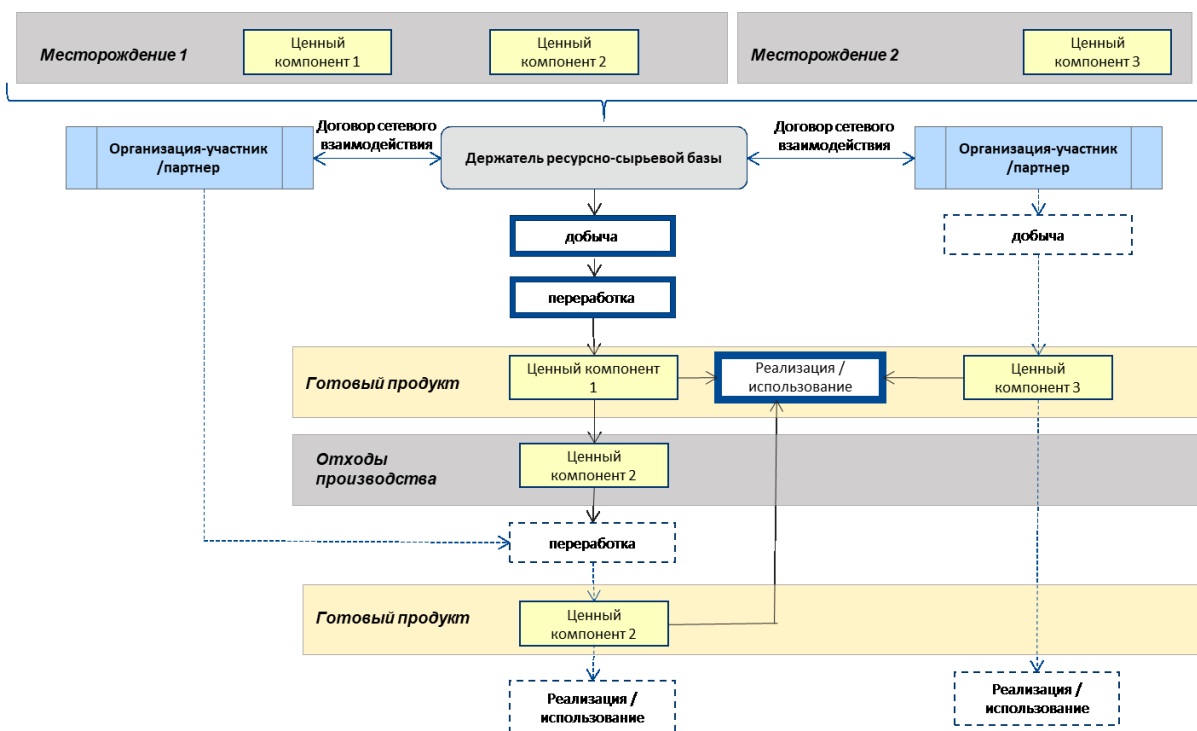 Месторождение 1
Ценный
компонент 1
Ценный
компонент 2
Месторождение 2
Ценный
компонент 3
Организация-участник
/партнер
Договор сетевого
взаимодействия
Держатель ресурсно-сырьевой базы
Договор сетевого
взаимодействия
Организация-участник
/партнер
добыча
добыча
переработка
Готовый продукт
Ценный компонент
1
Реализация /
использование
Ценный
компонент 3
Отходы
производства
Ценный
компонент 2
переработка
Готовый продукт
Ценный
компонент 2
Реализация /
использование
Реализация /
использование